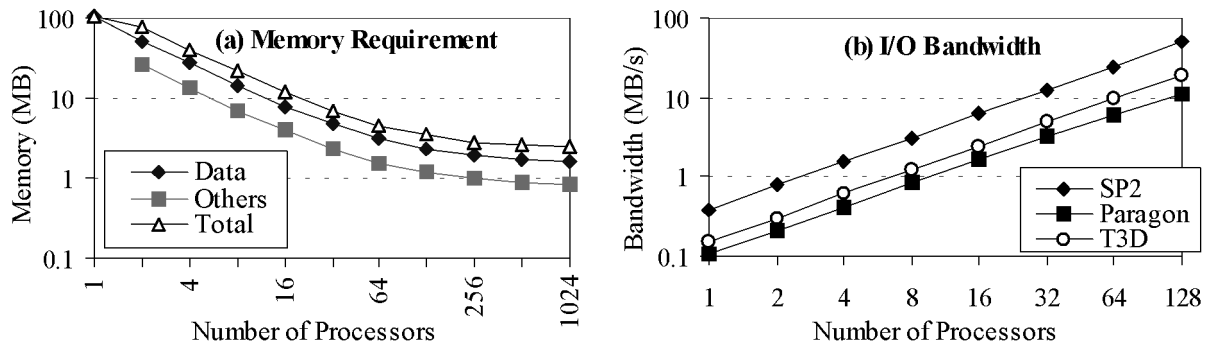 (a) Memory Requirement
Memory (MB)
100
10
1
0.1
Data
Others
Total
1
4
16
64
256
1024
Number of Processors
(b) I/O Bandwidth
Bandwidth (MB/s)
100
10
1
0.1
SP2
Paragon
T3D
1
2
4
8
16
32
64
128
Number of Processors